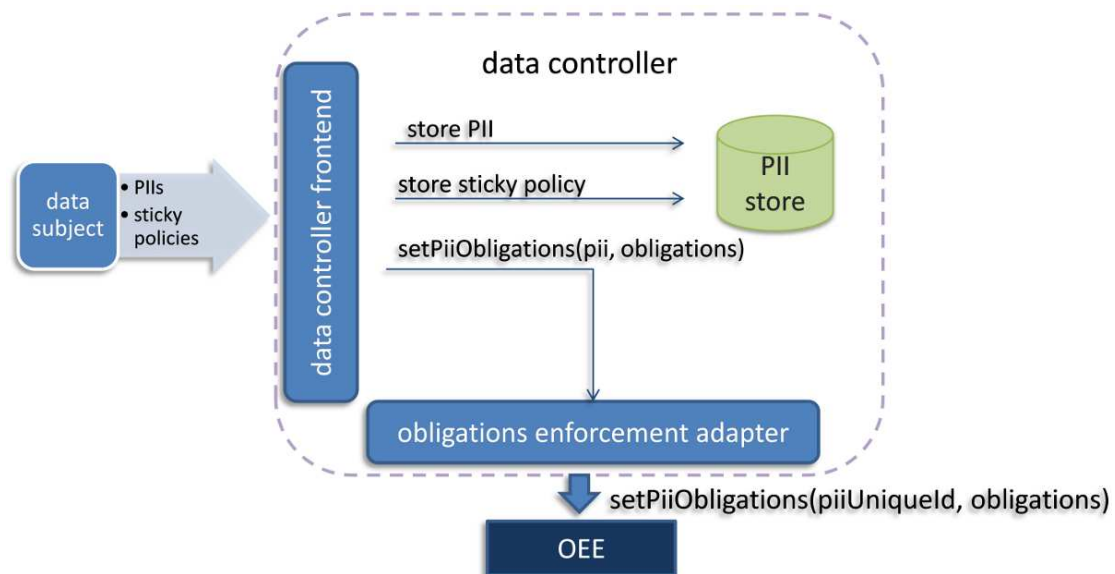 data controller
data controller frontend
store PII
store sticky policy
setPiiObligations(pii, obligations)
PII
store
data
subject
• PIIs
• sticky
policies
obligations enforcement adapter
setPiiObligations(piiUniqueId, obligations)
OEE